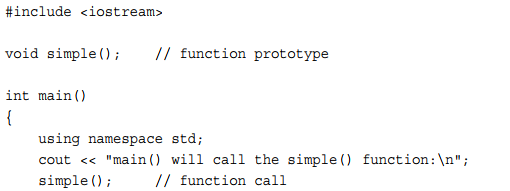 #include <iostream>
void simple();    // function prototype
int main()
{
    using namespace std;
    cout << "main() will call the simple() function:\n";
    simple();     // function call